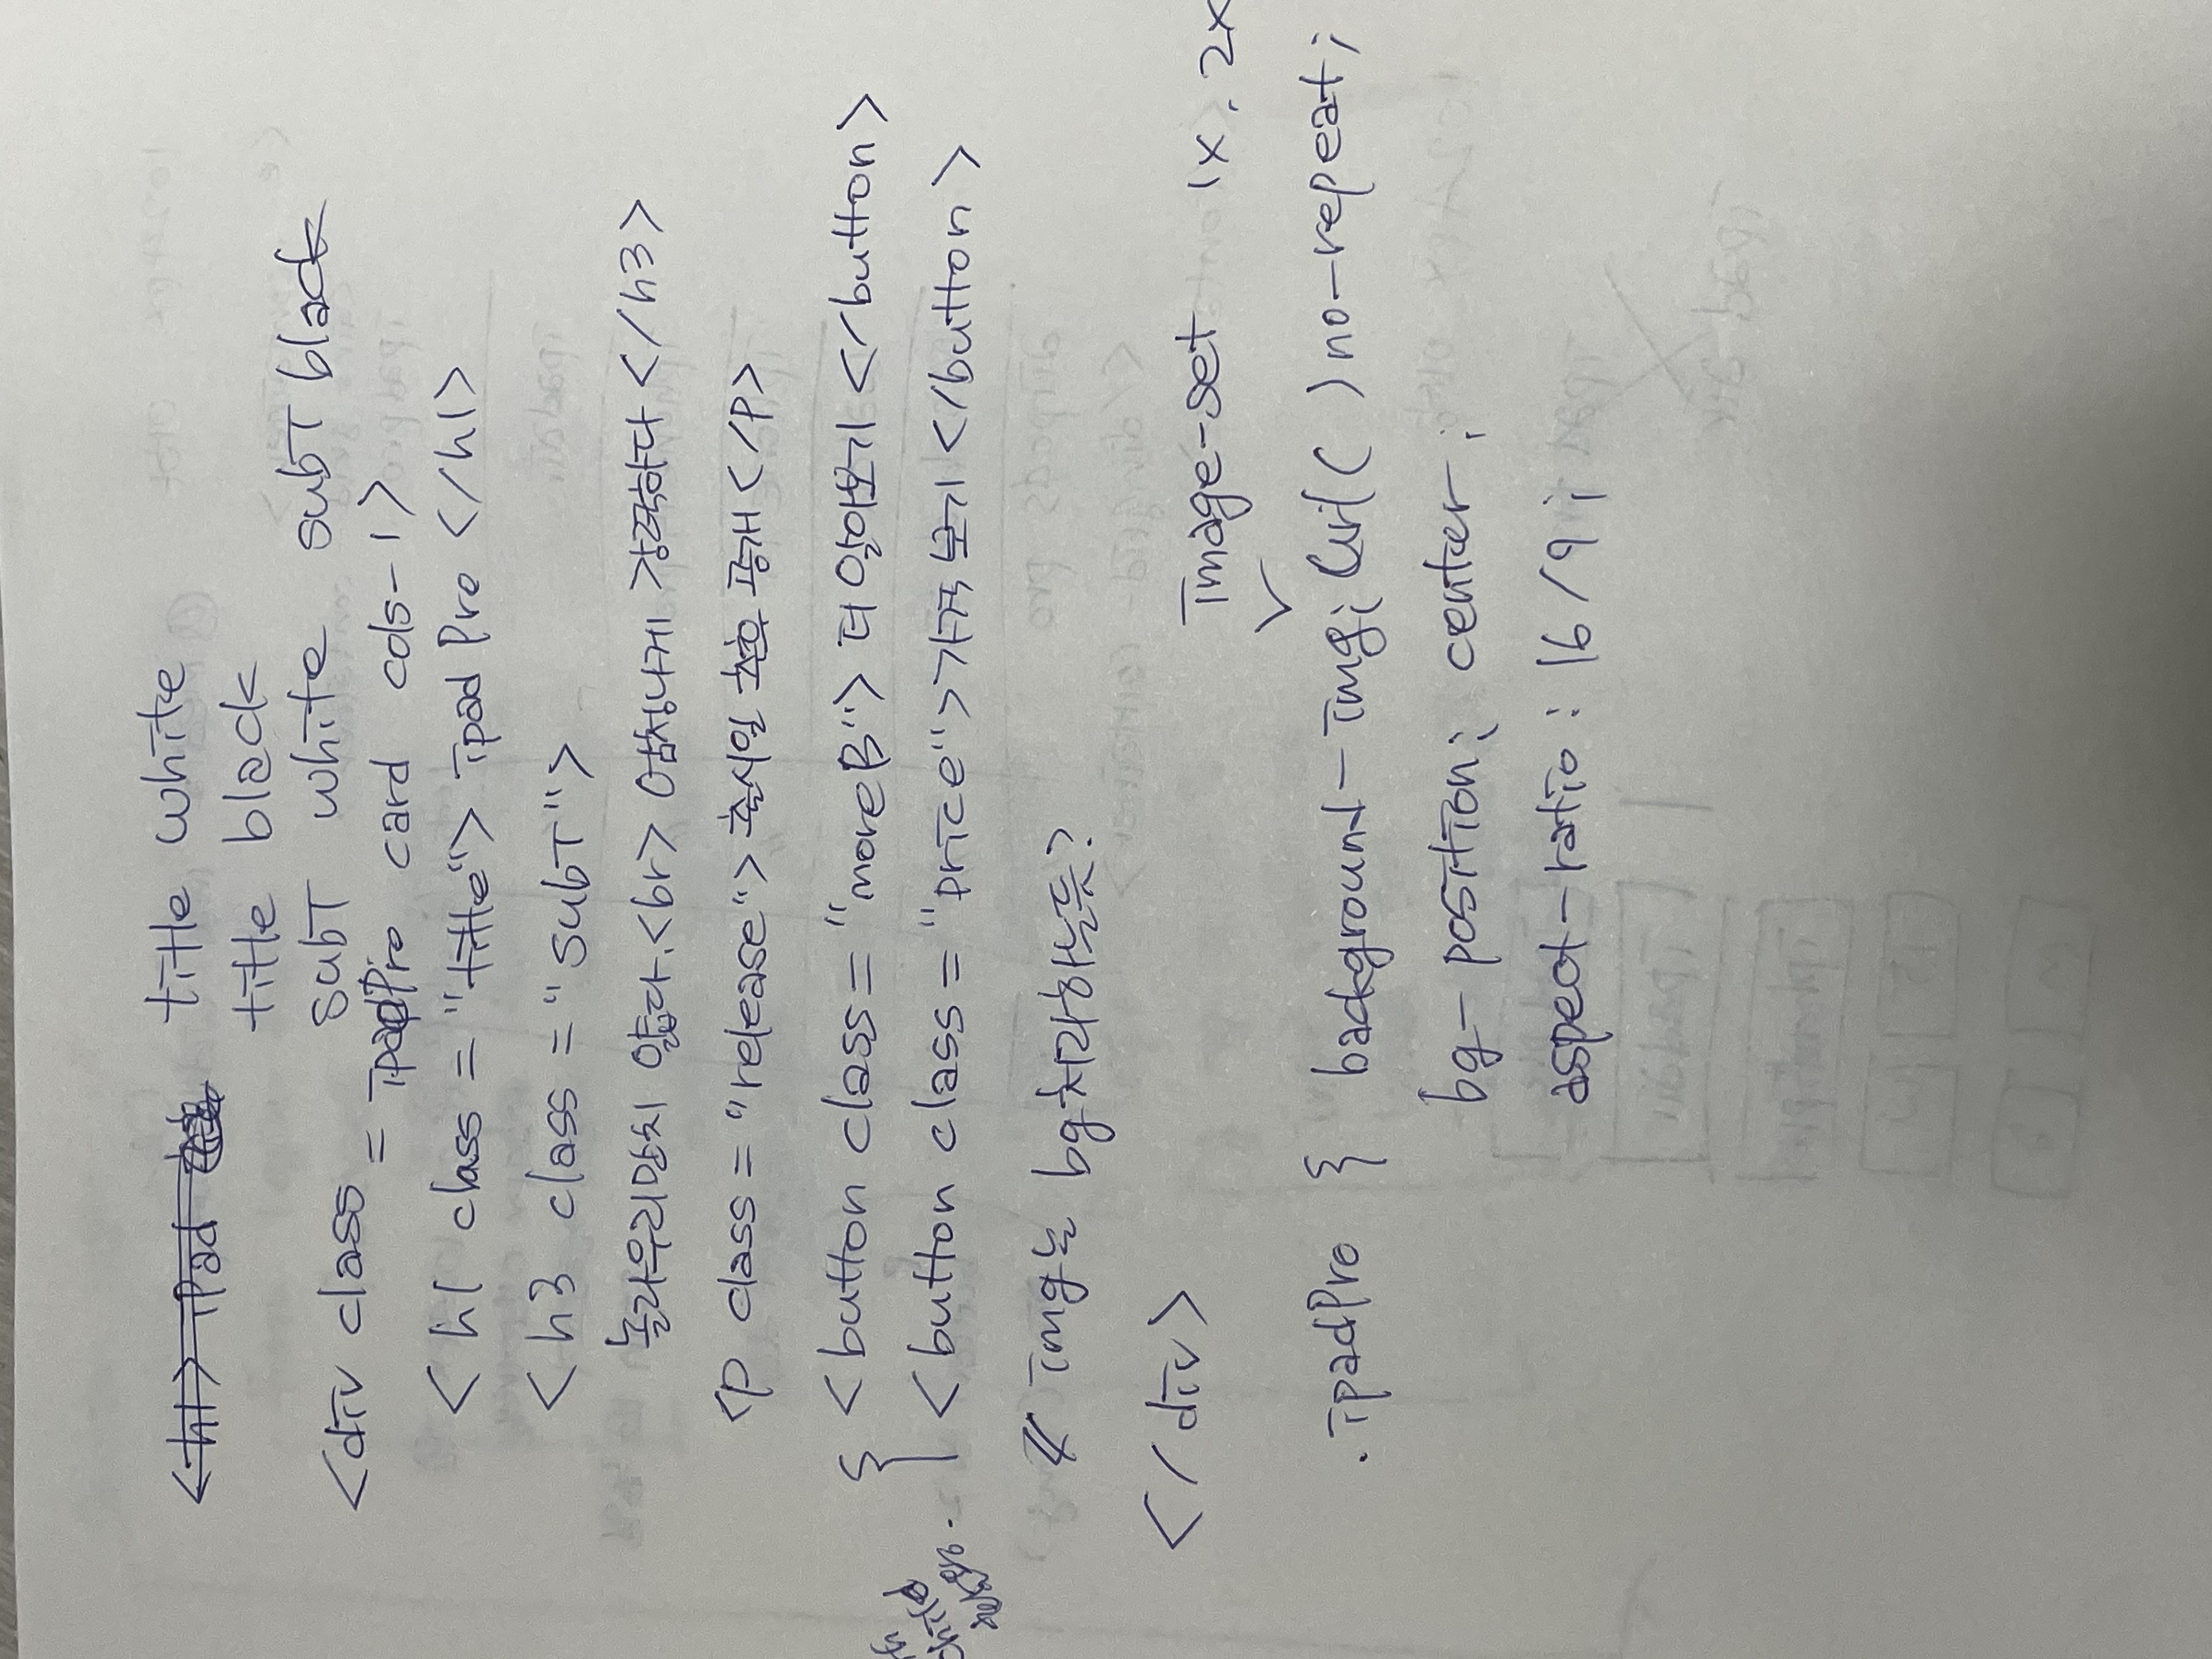 <h1> iPad
title white
title black
subT white subT black
<div class = ipadPro card cols-1>
<h1 class = "title"> ipad Pro </h1>
<h3 class = "subT">
놀라우리만치 얇다.<br> 엄청나게 강력하다 </h3>
<p class = "release"> 출시일 추후 공개 </p>
<button class = "moreB"> 더 알아보기 </button>
<button class = "price"> 가격 보기 </button>
child
// img는 bg처리하는듯?
</div>
image-set 1x, 2x
.ipadPro { background-img; url( ) no-repeat;
bg-position; center;
aspect-ratio : 16/9;